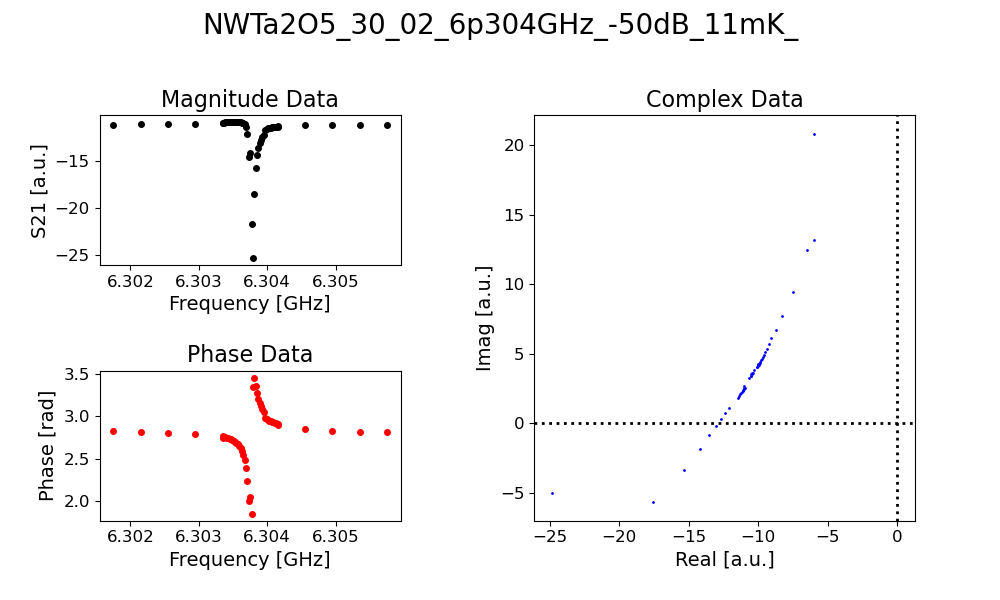 NWTa2O5_30_02_6p304GHz_-50dB_11mK_
Magnitude Data
S21 [a.u.]
−15
−20
−25
6.302 6.303 6.304 6.305
Frequency [GHz]
Phase Data
Phase [rad]
3.5
3.0
2.5
2.0
6.302 6.303 6.304 6.305
Frequency [GHz]
Complex Data
Imag [a.u.]
20
15
10
5
0
−5
−25 −20 −15 −10 −5 0
Real [a.u.]